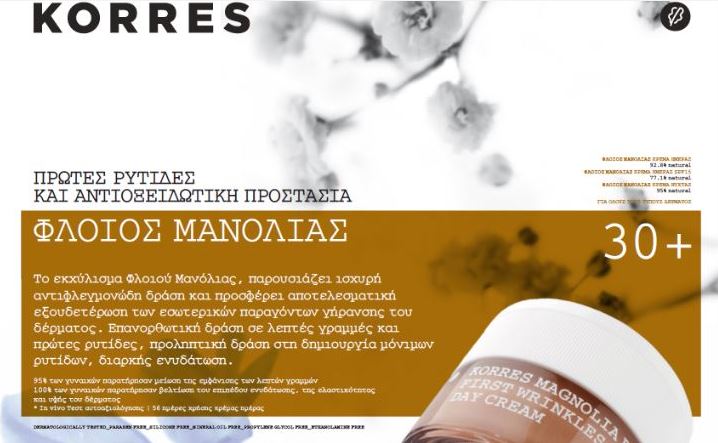 KORRES
ΠΡΩΤΕΣ ΡΥΤΙΔΕΣ
ΚΑΙ ΑΝΤΙΟΞΕΙΔΩΤΙΚΗ ΠΡΟΣΤΑΣΙΑ
ΦΛΟΙΟΣ ΜΑΝΟΛΙΑΣ ΚΡΕΜΑ ΗΜΕΡΑΣ
92.8% natural
ΦΛΟΙΟΣ ΜΑΝΟΛΙΑΣ ΚΡΕΜΑ ΗΜΕΡΑΣ SPF15
77.1% natural
ΦΛΟΙΟΣ ΜΑΝΟΛΙΑΣ ΚΡΕΜΑ ΝΥΚΤΑΣ
95% natural
ΓΙΑ ΟΛΟΥΣ ΤΟΥΣ ΤΥΠΟΥΣ ΔΕΡΜΑΤΟΣ
ΦΛΟΙΟΣ ΜΑΝΟΛΙΑΣ
30+
Το εκχύλισμα Φλοιού Μανόλιας, παρουσιάζει ισχυρή
αντιφλεγμονώδη δράση και προσφέρει αποτελεσματική
εξουδετέρωση των εσωτερικών παραγόντων γήρανσης του
δέρματος. Επανορθωτική δράση σε λεπτές γραμμές και
πρώτες ρυτίδες, προληπτική δράση στη δημιουργία μόνιμων
ρυτίδων, διαρκής ενυδάτωση.
95% των γυναικών παρατήρησαν μείωση της εμφάνισης των λεπτών γραμμών
100% των γυναικών παρατήρησαν βελτίωση του επιπέδου ενυδάτωσης, της ελαστικότητας
και υφής του δέρματος
* In vivo Τεστ αυτοαξιολόγησης | 56 ημέρες χρήσης κρέμας ημέρας
DERMATOLOGICALLY TESTED_PARABEN FREE_SILICONE FREE_MINERAL OIL FREE_PROPYLENE GLYCOL FREE_ETHANOLAMINE FREE
KORRES MAGNOLIA
FIRST WRINKLES
DAY CREAM